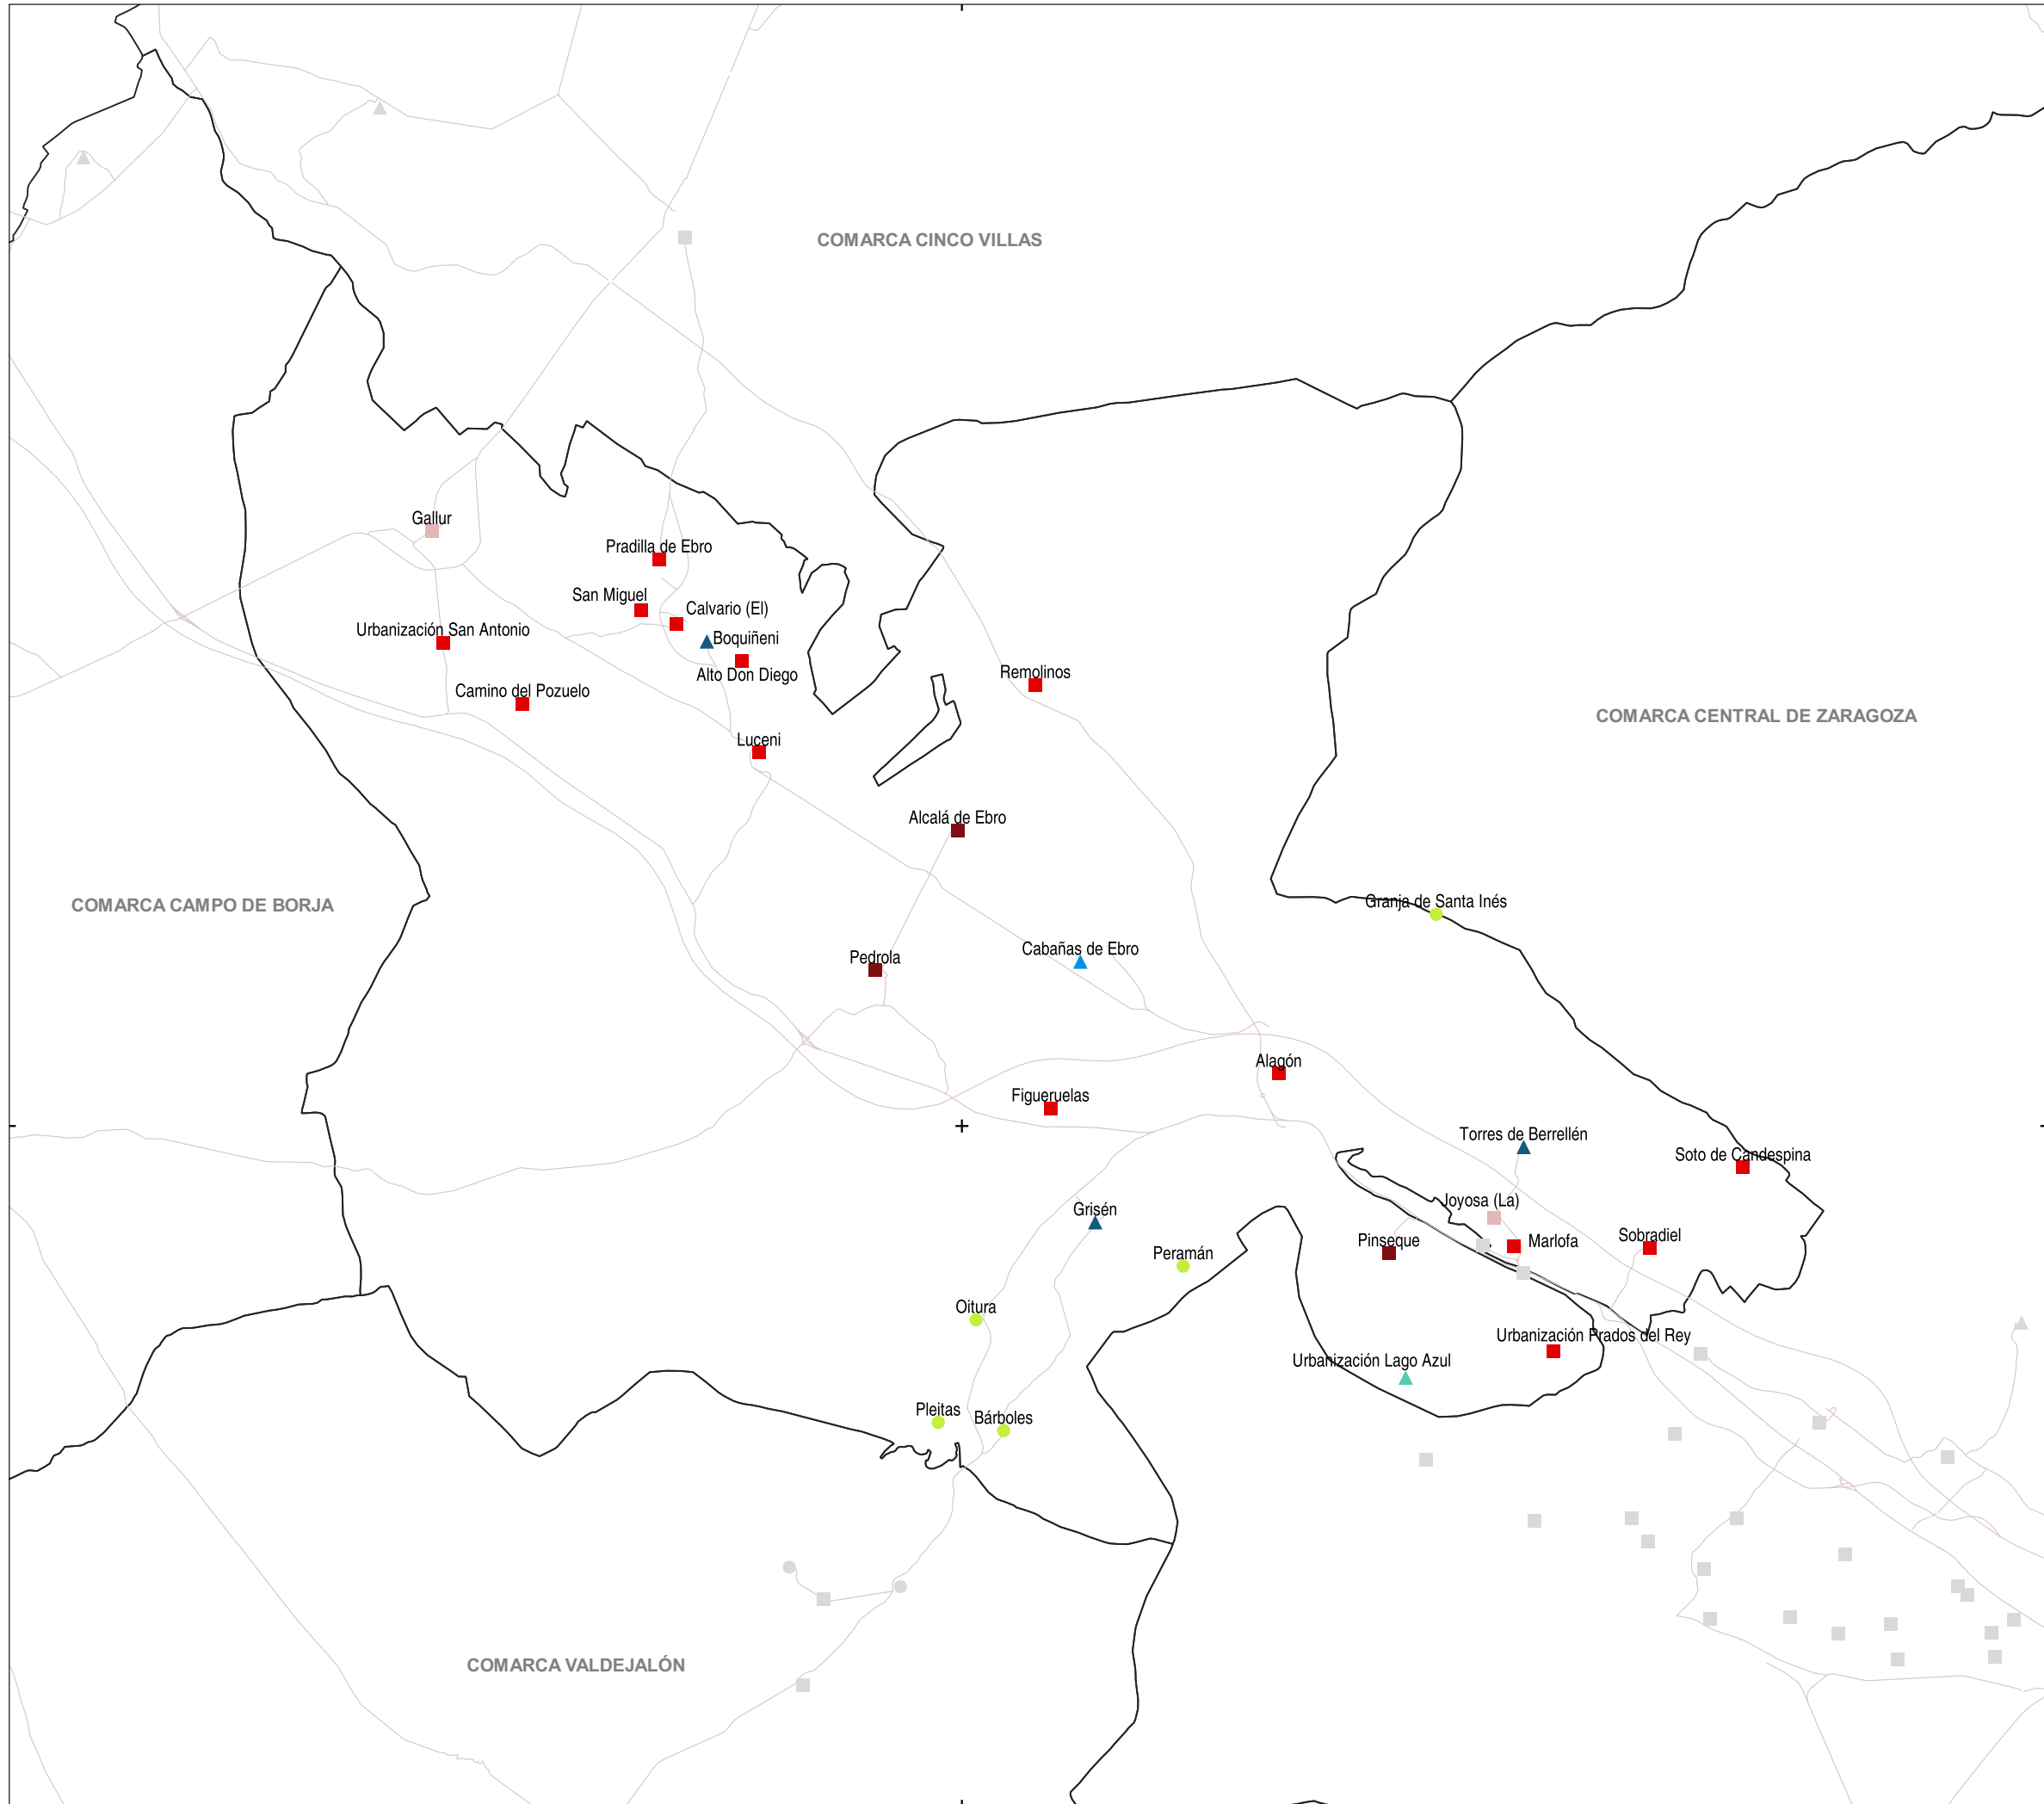 COMARCA CINCO VILLAS
Gallur
Pradilla de Ebro
San Miguel
Calvario (El)
Urbanización San Antonio
Boquiñeni
Alto Don Diego
Remolinos
Camino del Pozuelo
COMARCA CENTRAL DE ZARAGOZA
Luceni
Alcalá de Ebro
COMARCA CAMPO DE BORJA
Granja de Santa Inés
Cabañas de Ebro
Pedrola
Alagón
Figueruelas
Torres de Berrellén
Soto de Candespina
Joyosa (La)
Grisén
Sobradiel
Pinseque
Marlofa
Peramán
Oitura
Urbanización Prados del Rey
Urbanización Lago Azul
Pleitas
Bárboles
COMARCA VALDEJALÓN